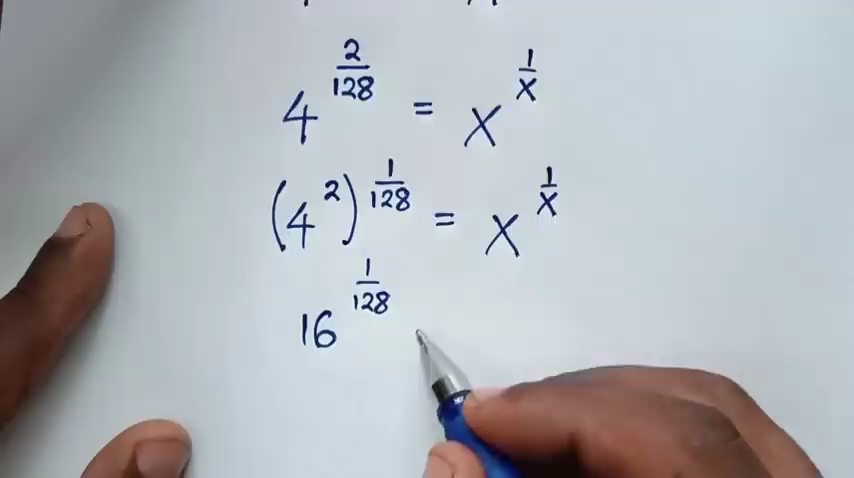 4^(2/128) = x^(1/x)
(4^2)^(1/128) = x^(1/x)
16^(1/128)